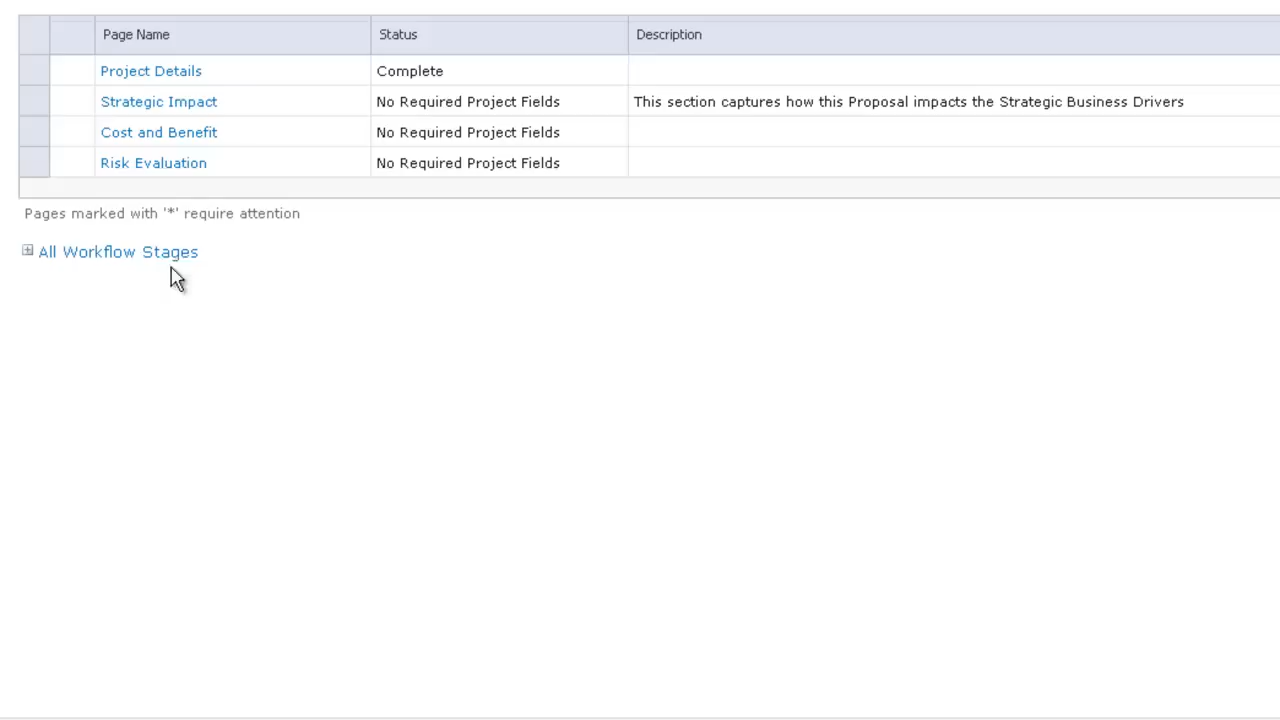 Page Name Status Description
Project Details Complete
Strategic Impact No Required Project Fields This section captures how this Proposal impacts the Strategic Business Drivers
Cost and Benefit No Required Project Fields
Risk Evaluation No Required Project Fields
Pages marked with '*' require attention
All Workflow Stages